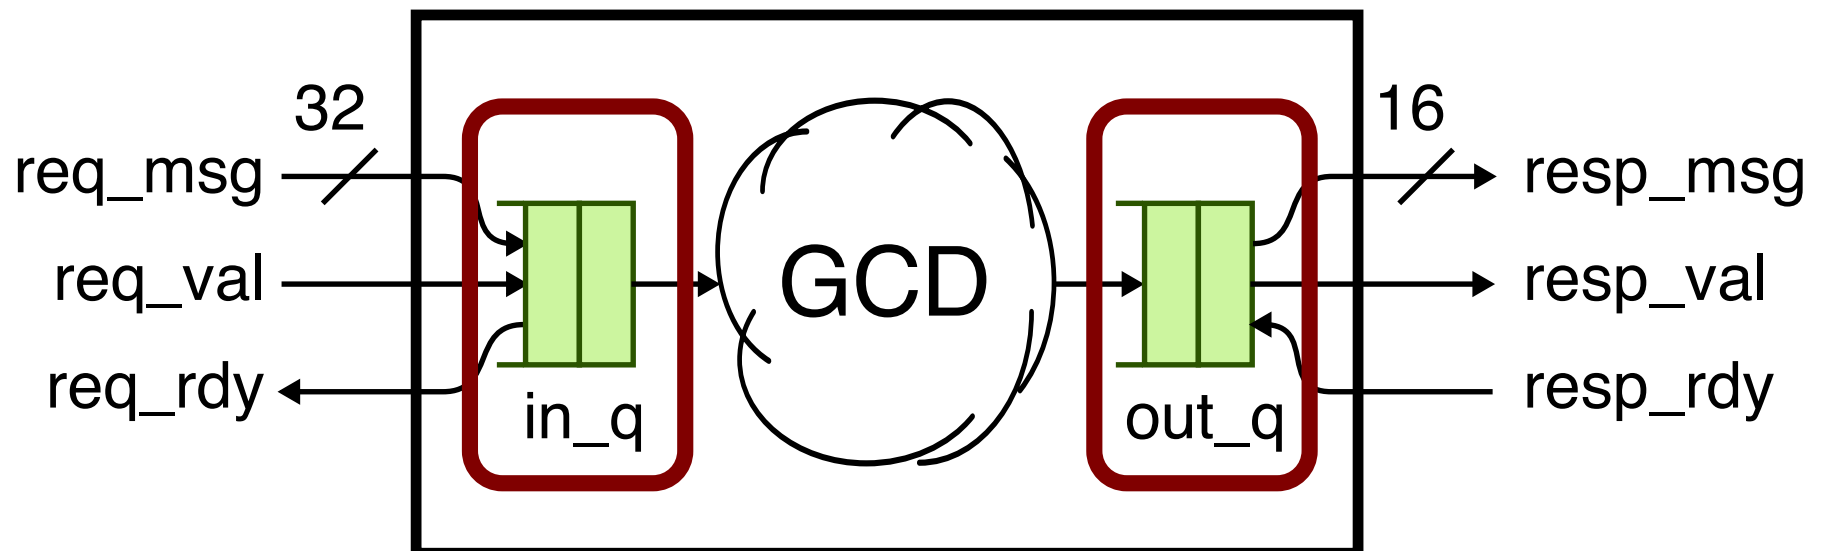 32
16
req_msg
resp_msg
req_val
GCD
resp_val
req_rdy
in_q
out_q
resp_rdy